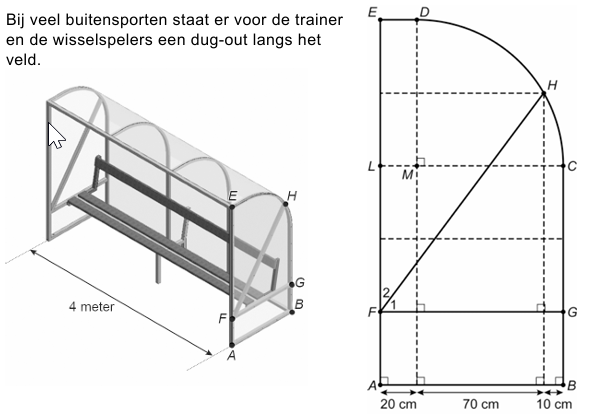 Bij veel buitensporten staat er voor de trainer
en de wisselspelers een dug-out langs het
veld.
E
H
G
B
F
A
4 meter
E
D
H
L
M
C
2
1
F
G
A
B
20 cm
70 cm
10 cm